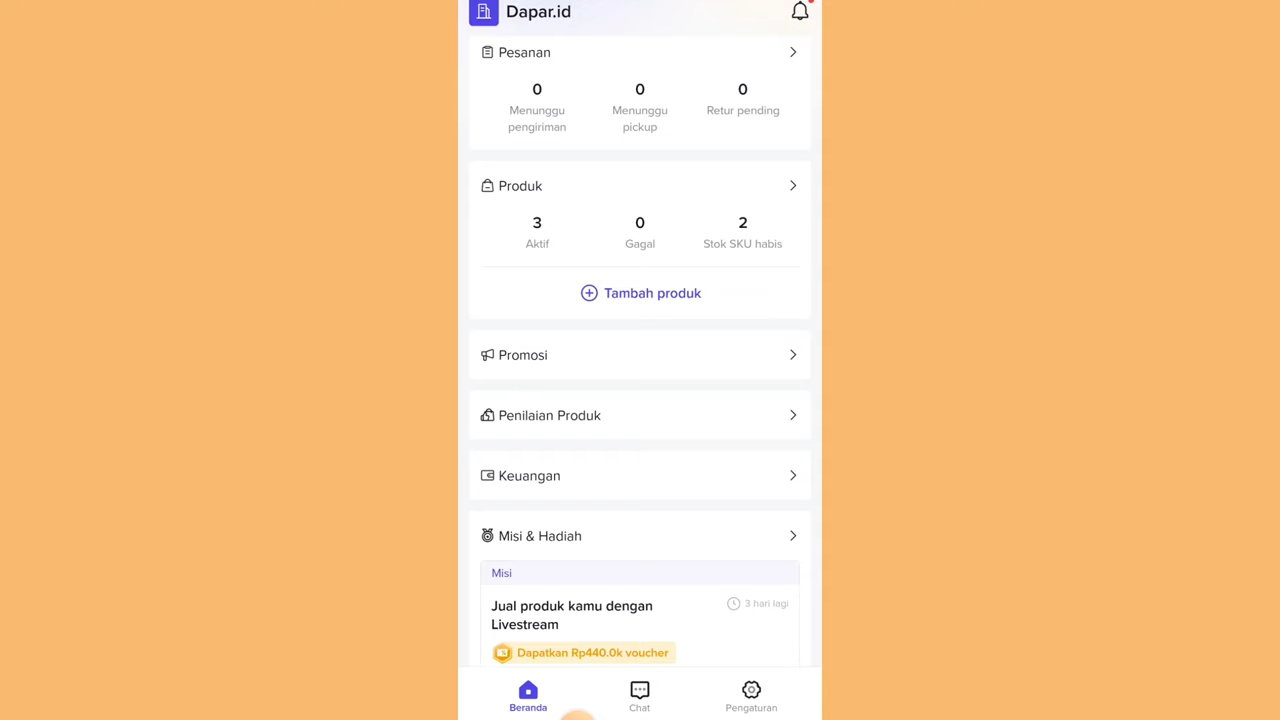 Dapar.id
Pesanan
0 0 0
Menunggu pengiriman
Menunggu pickup
Retur pending
Produk
3 0 2
Aktif Gagal Stok SKU habis
Tambah produk
Promosi
Penilaian Produk
Keuangan
Misi & Hadiah
Misi
Jual produk kamu dengan
Livestream
3 hari lagi
Dapatkan Rp440.0k voucher
Beranda Chat Pengaturan